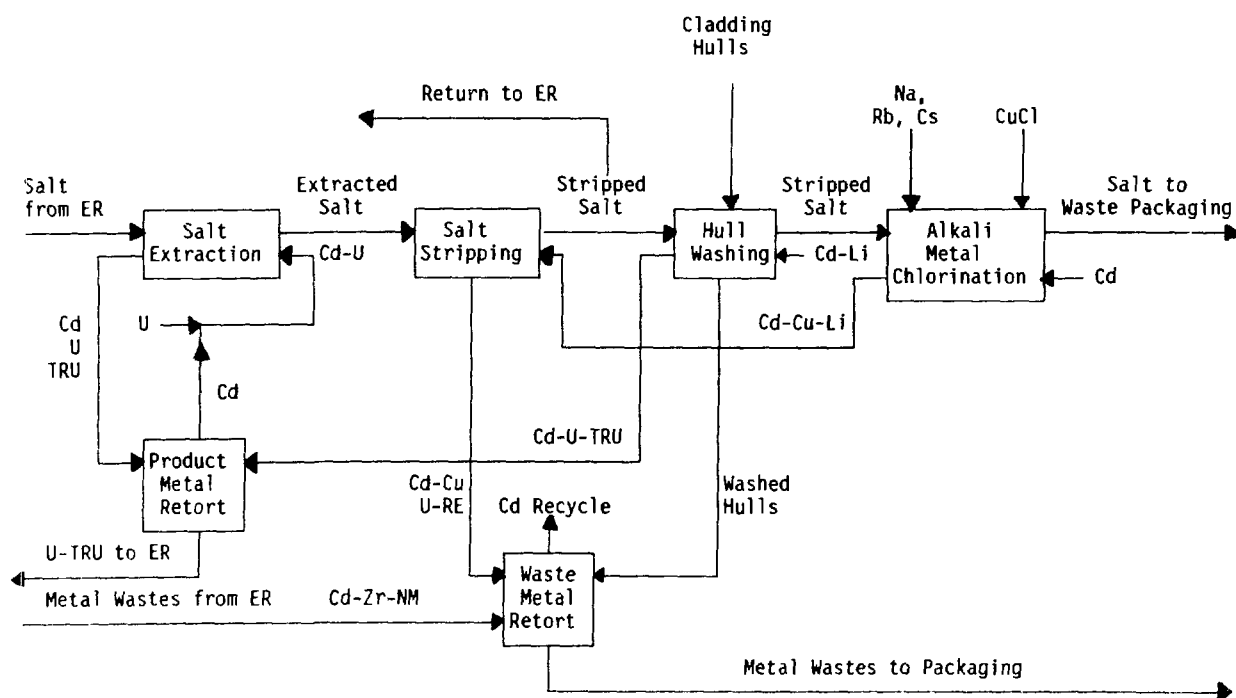 Cladding
Hulls
Return to ER
Na,
Rb, Cs
CuCl
Salt
from ER
Extracted
Salt
Stripped
Salt
Stripped
Salt
Salt to
Waste Packaging
Salt
Extraction
Salt
Stripping
Hull
Washing
Alkali
Metal
Chlorination
Cd-U
Cd-Li
Cd
Cd
U
TRU
U
Cd-Cu-Li
Cd
Cd-U-TRU
Product
Metal
Retort
Cd-Cu
U-RE
Cd Recycle
Washed
Hulls
U-TRU to ER
Waste
Metal
Retort
Metal Wastes from ER
Cd-Zr-NM
Metal Wastes to Packaging